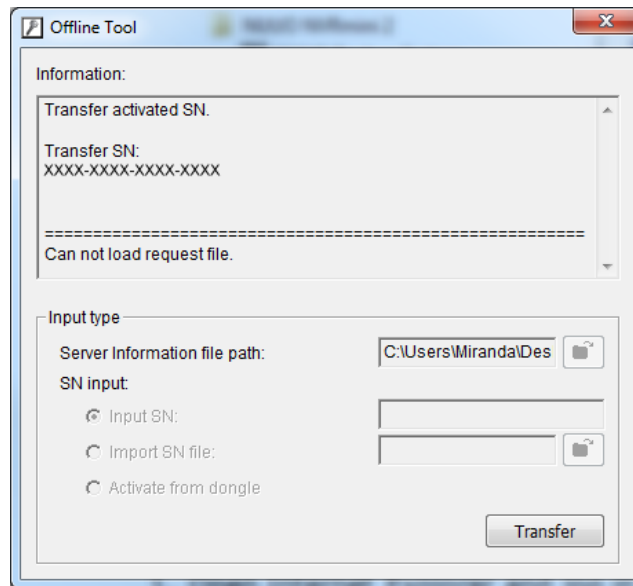 Offline Tool
Information:
Transfer activated SN.
Transfer SN:
XXXX-XXXX-XXXX-XXXX
========================================================
Can not load request file.
Input type
Server Information file path:
C:\Users\Miranda\Des
SN input:
Input SN:
Import SN file:
Activate from dongle
Transfer